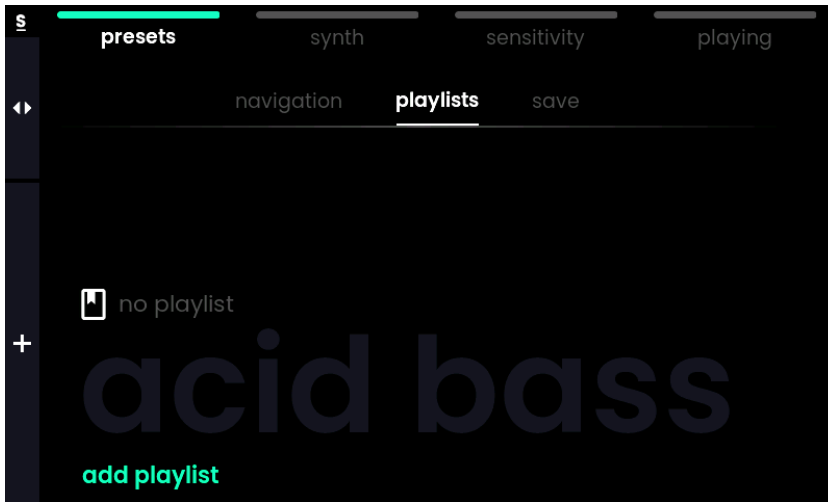 S
presets synth sensitivity playing
navigation playlists save
no playlist
acid bass
add playlist